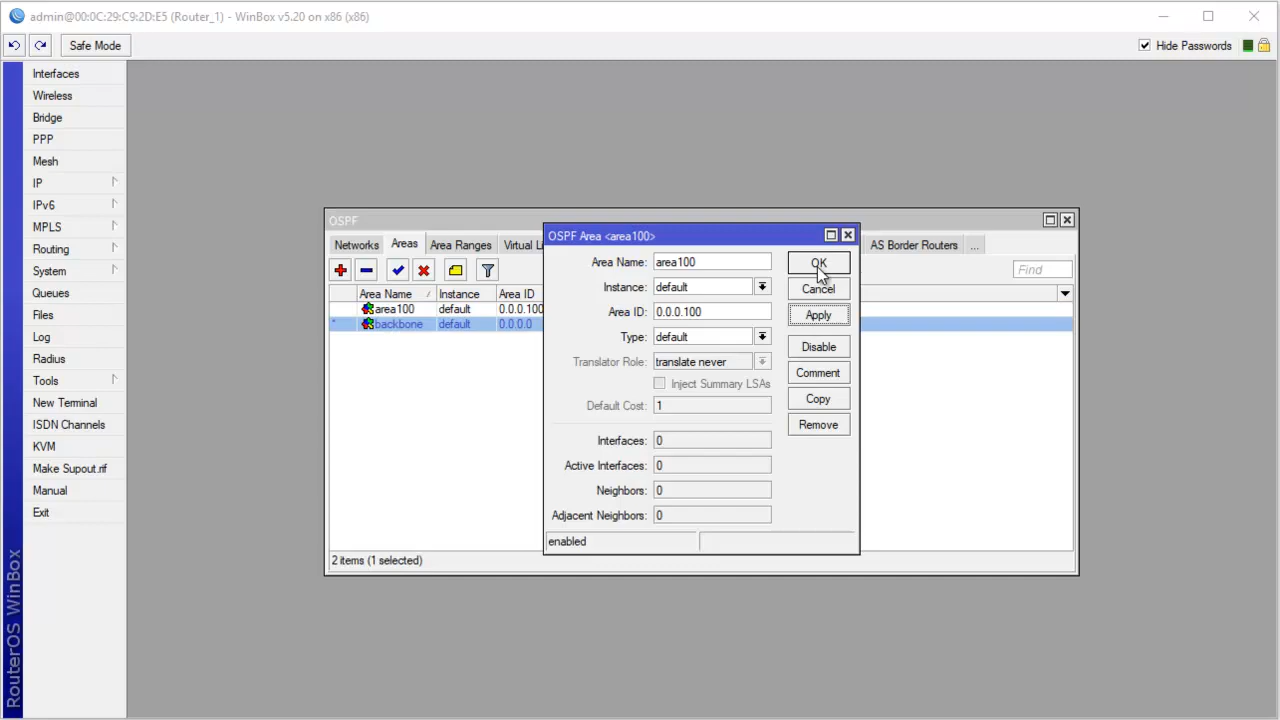 admin@00:0C:29:C9:2D:E5 (Router_1) - WinBox v5.20 on x86 (x86)
Safe Mode
Hide Passwords
Interfaces
Wireless
Bridge
PPP
Mesh
IP
IPv6
MPLS
Routing
System
Queues
Files
Log
Radius
Tools
New Terminal
ISDN Channels
KVM
Make Supout.rif
Manual
Exit
RouterOS WinBox
OSPF
Networks Areas Area Ranges Virtual Li AS Border Routers ...
Find
Area Name / Instance Area ID
area100 default 0.0.0.100
* backbone default 0.0.0.0
2 items (1 selected)
OSPF Area <area100>
Area Name: area100
Instance: default
Area ID: 0.0.0.100
Type: default
Translator Role: translate never
Inject Summary LSAs
Default Cost: 1
Interfaces: 0
Active Interfaces: 0
Neighbors: 0
Adjacent Neighbors: 0
enabled
OK
Cancel
Apply
Disable
Comment
Copy
Remove